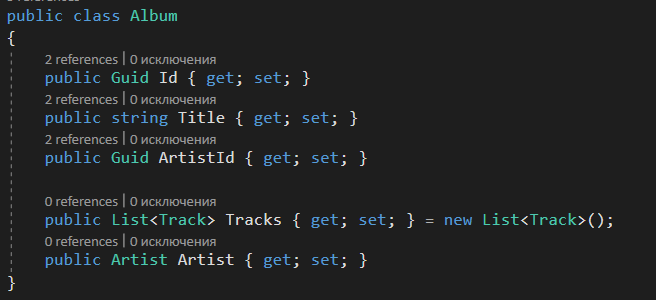 public class Album
{
2 references | 0 исключения
public Guid Id { get; set; }
2 references | 0 исключения
public string Title { get; set; }
2 references | 0 исключения
public Guid ArtistId { get; set; }
0 references | 0 исключения
public List<Track> Tracks { get; set; } = new List<Track>();
0 references | 0 исключения
public Artist Artist { get; set; }
}